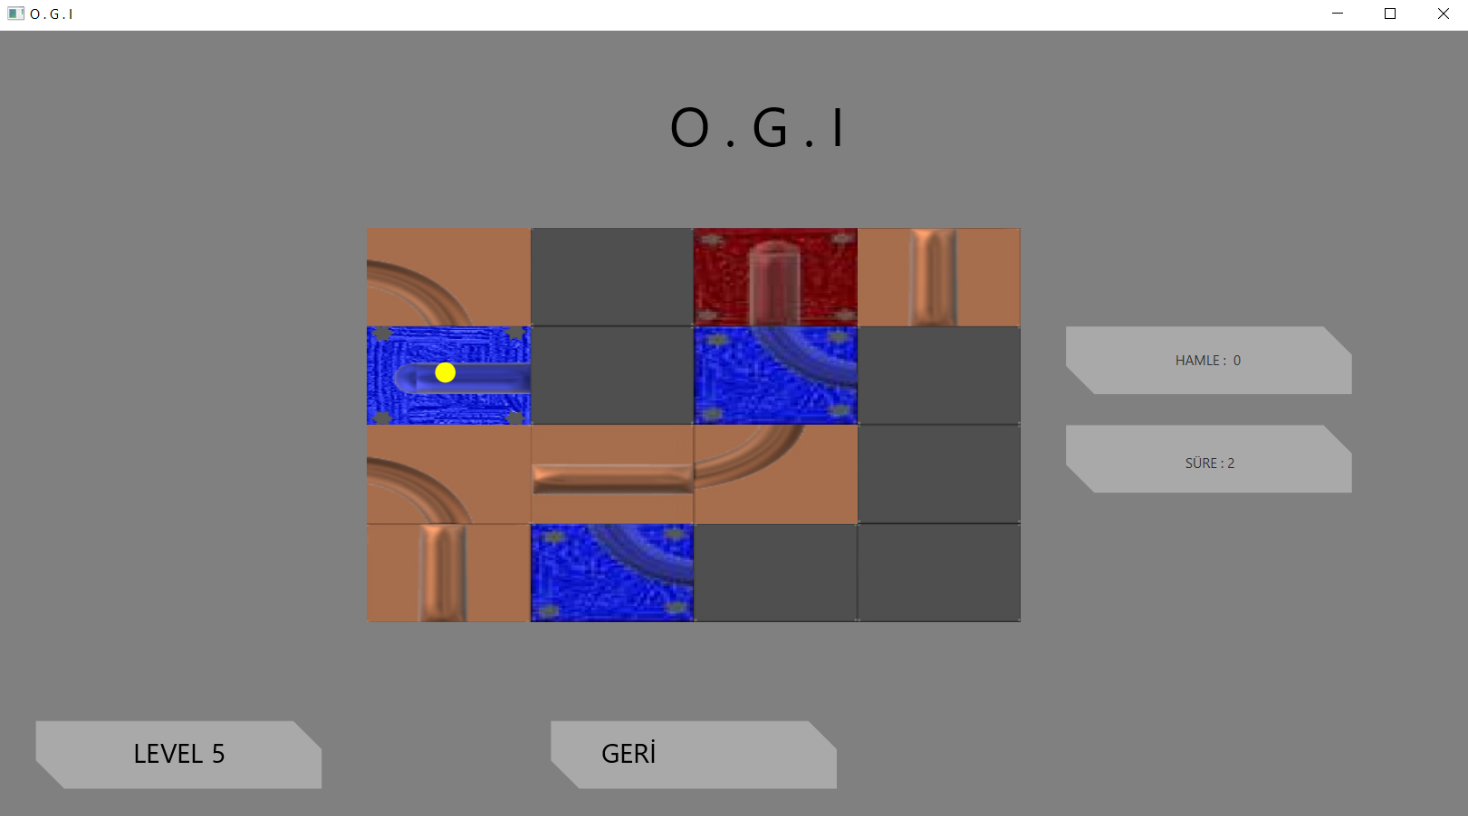 O . G . I
O . G . I
HAMLE : 0
SÜRE : 2
LEVEL 5
GERİ